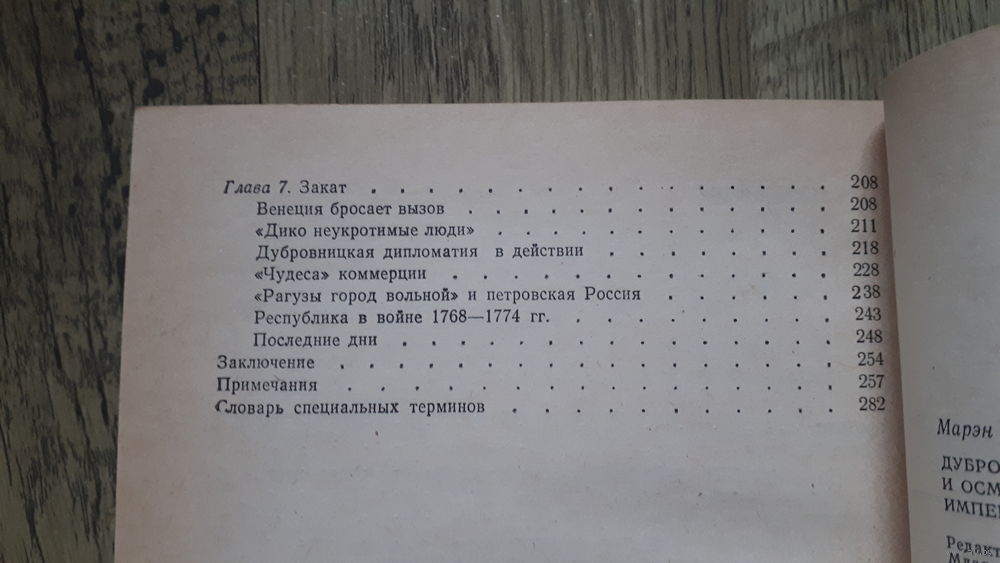 Глава 7. Закат . . . . . . . . . . . . . . . . 208
Венеция бросает вызов . . . . . . . . . . . . . 208
«Дико неукротимые люди» . . . . . . . . . . . . 211
Дубровницкая дипломатия в действии . . . . . . . . 218
«Чудеса» коммерции . . . . . . . . . . . . . . 228
«Рагузы город вольной» и петровская Россия . . . . . . 238
Республика в войне 1768—1774 гг. . . . . . . . . . 243
Последние дни . . . . . . . . . . . . . . . 248
Заключение . . . . . . . . . . . . . . . . . 254
Примечания . . . . . . . . . . . . . . . . . 257
Словарь специальных терминов . . . . . . . . . . . 282
Марэн
ДУБРО
И ОСМ
ИМПЕ
Редакт